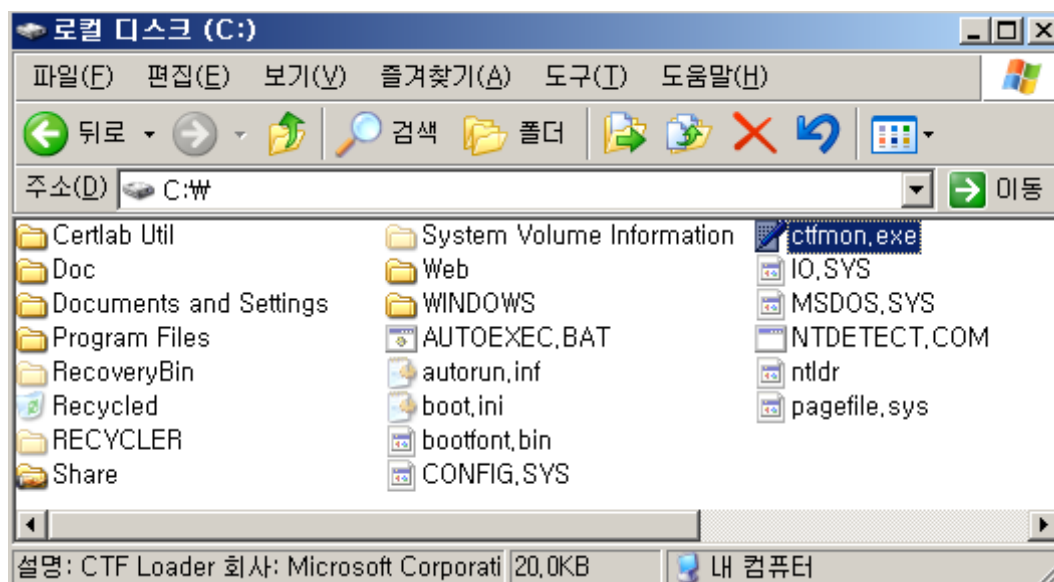 로컬 디스크 (C:)
파일(F) 편집(E) 보기(V) 즐겨찾기(A) 도구(T) 도움말(H)
뒤로 검색 폴더
주소(D) C:₩ 이동
Certlab Util System Volume Information ctfmon.exe
Doc Web IO.SYS
Documents and Settings WINDOWS MSDOS.SYS
Program Files AUTOEXEC.BAT NTDETECT.COM
RecoveryBin autorun.inf ntldr
Recycled boot.ini pagefile.sys
RECYCLER bootfont.bin
Share CONFIG.SYS
설명: CTF Loader 회사: Microsoft Corporati 20.0KB 내 컴퓨터